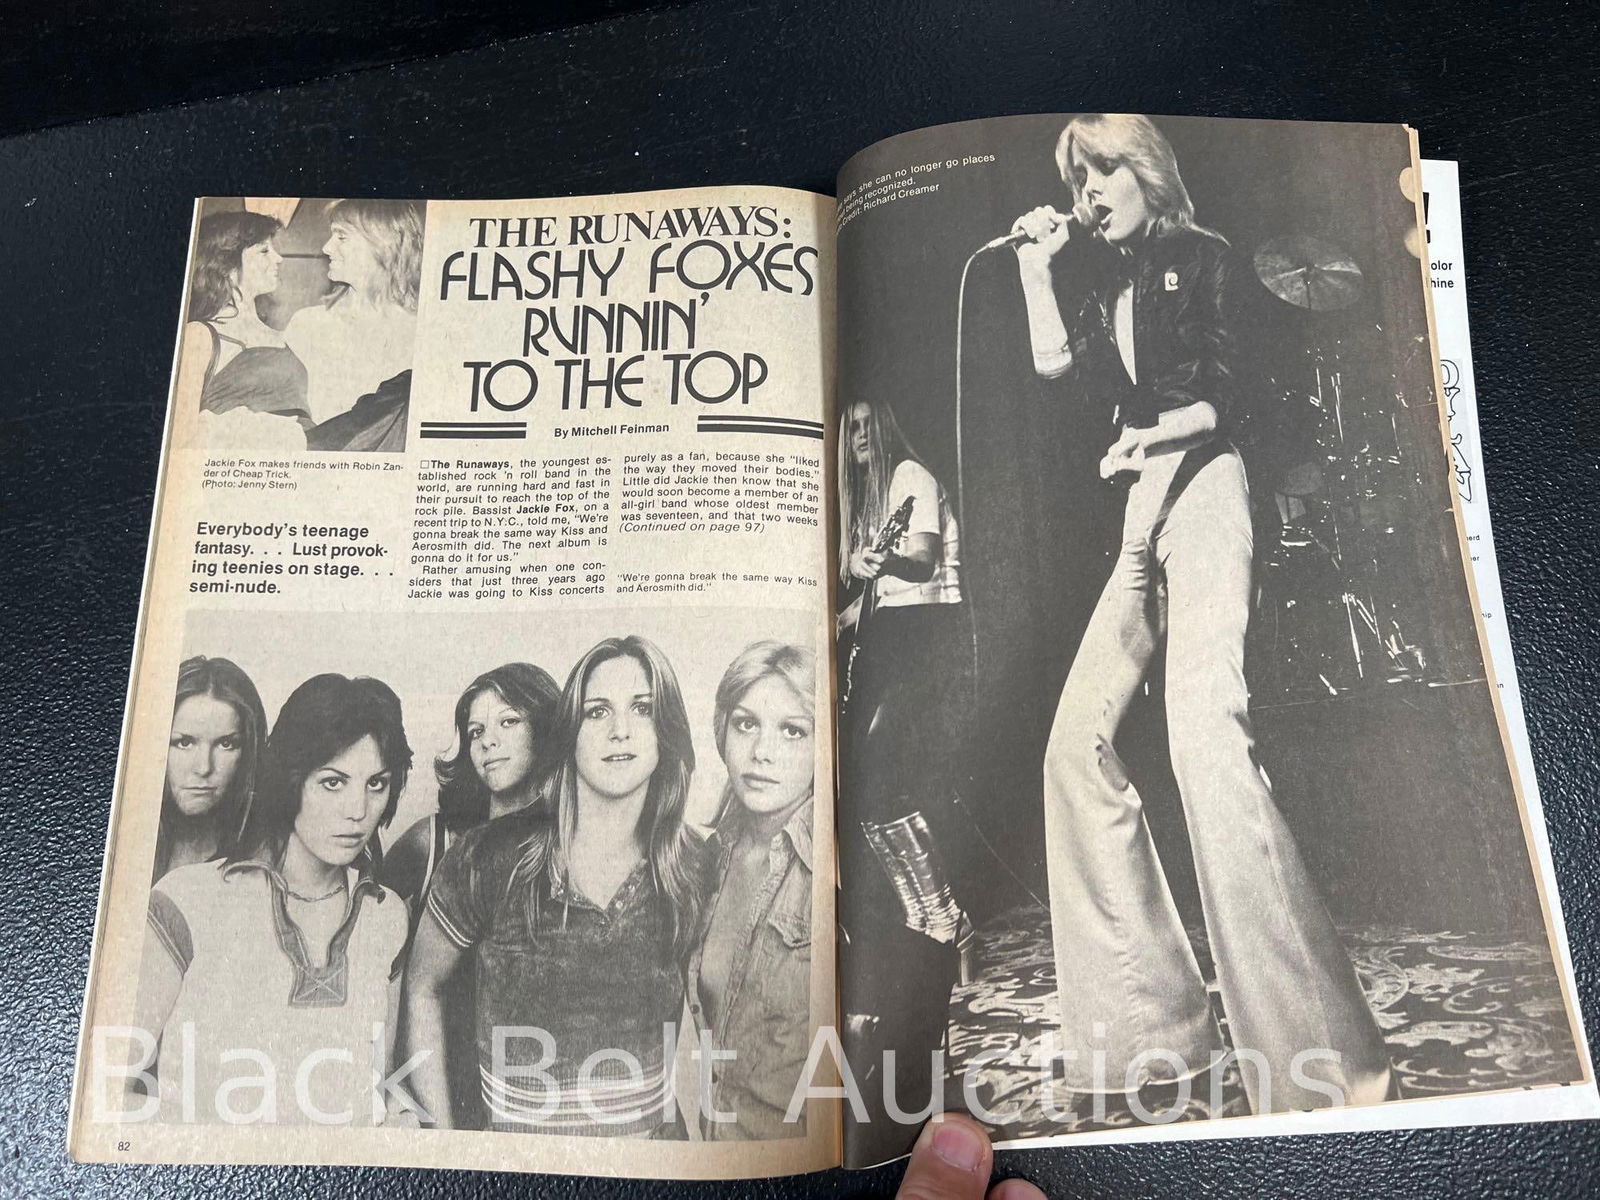 THE RUNAWAYS:
FLASHY FOXES
RUNNIN'
TO THE TOP
By Mitchell Feinman
Jackie Fox makes friends with Robin Zan-
der of Cheap Trick.
(Photo: Jenny Stern)
Everybody's teenage
fantasy. . . Lust provok-
ing teenies on stage. . .
semi-nude.
□The Runaways, the youngest es-
tablished rock 'n roll band in the
world, are running hard and fast in
their pursuit to reach the top of the
rock pile. Bassist Jackie Fox, on a
recent trip to N.Y.C., told me, "We're
gonna break the same way Kiss and
Aerosmith did. The next album is
gonna do it for us."
Rather amusing when one con-
siders that just three years ago
Jackie was going to Kiss concerts
purely as a fan, because she "liked
the way they moved their bodies."
Little did Jackie then know that she
would soon become a member of an
all-girl band whose oldest member
was seventeen, and that two weeks
(Continued on page 97)
"We're gonna break the same way Kiss
and Aerosmith did."
82
says she can no longer go places
being recognized.
Credit: Richard Creamer
olor
hine
Black Belt Auctions